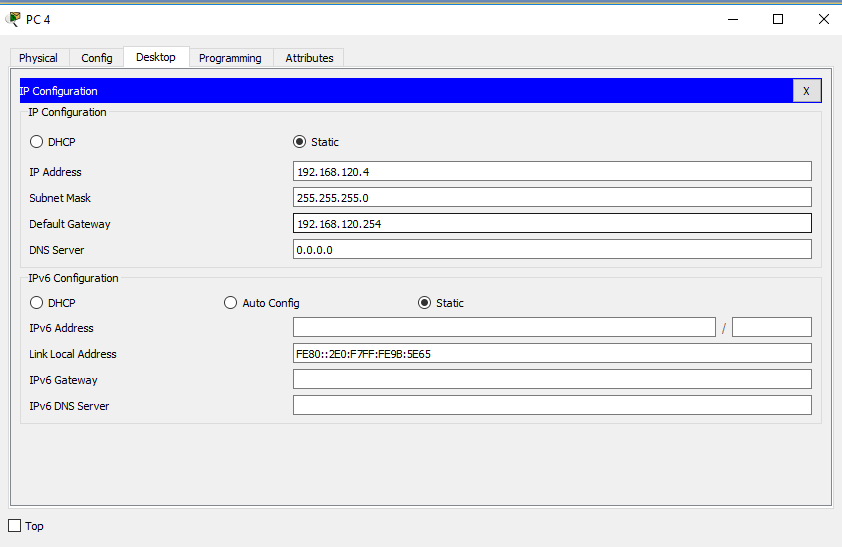 PC 4
Physical Config Desktop Programming Attributes
IP Configuration X
IP Configuration
DHCP Static
IP Address 192.168.120.4
Subnet Mask 255.255.255.0
Default Gateway 192.168.120.254
DNS Server 0.0.0.0
IPv6 Configuration
DHCP Auto Config Static
IPv6 Address /
Link Local Address FE80::2E0:F7FF:FE9B:5E65
IPv6 Gateway
IPv6 DNS Server
Top